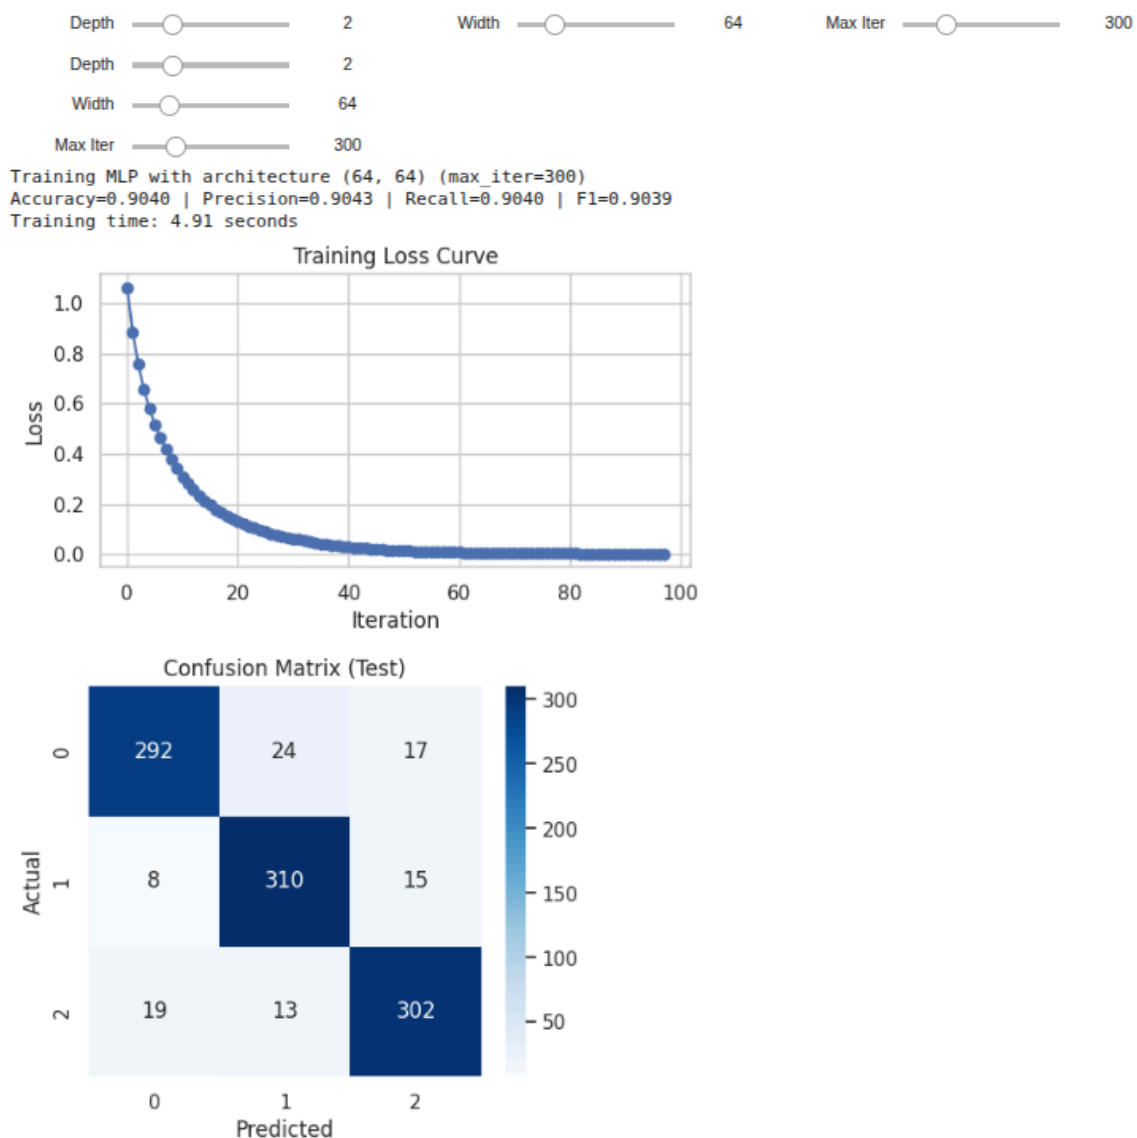 Depth 2 Width 64 Max Iter 300
Depth 2
Width 64
Max Iter 300
Training MLP with architecture (64, 64) (max_iter=300)
Accuracy=0.9040 | Precision=0.9043 | Recall=0.9040 | F1=0.9039
Training time: 4.91 seconds
Training Loss Curve
1.0
0.8
0.6
0.4
0.2
0.0
Loss
0 20 40 60 80 100
Iteration
Confusion Matrix (Test)
0 292 24 17
1 8 310 15
2 19 13 302
Actual
0 1 2
Predicted
300
250
200
150
100
50